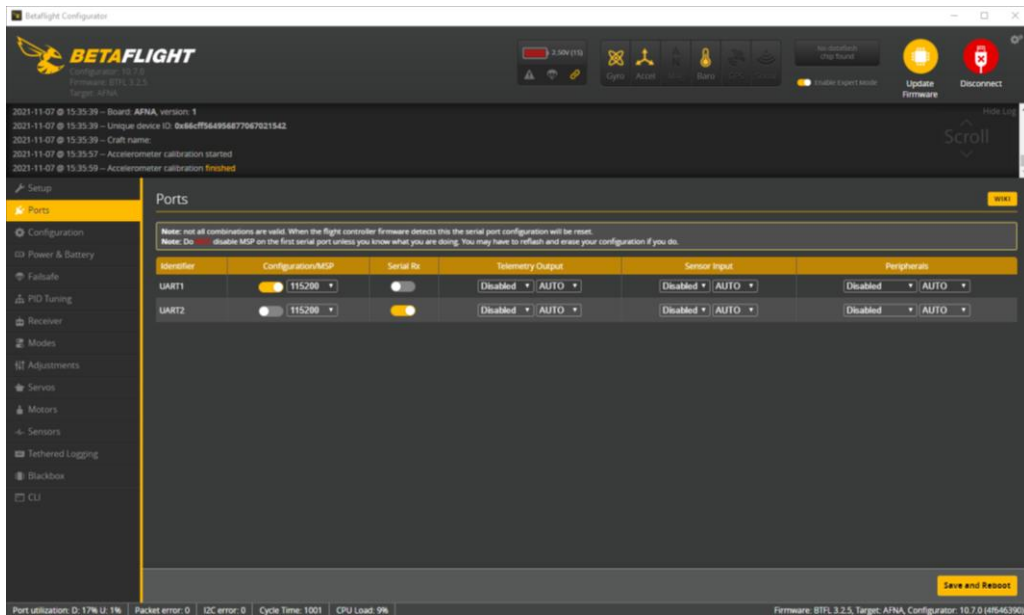 Betaflight Configurator
BETAFLIGHT
Configurator: 10.7.0
Firmware: BTFL 3.2.5
Target: AFNA
2.50V (1S)
Gyro Accel Baro
No dataflash
chip found
Enable Expert Mode
Update
Firmware
Disconnect
2021-11-07 @ 15:35:39 -- Board: AFNA, version: 1
2021-11-07 @ 15:35:39 -- Unique device ID: 0x66cff564956877067021542
2021-11-07 @ 15:35:39 -- Craft name:
2021-11-07 @ 15:35:57 -- Accelerometer calibration started
2021-11-07 @ 15:35:59 -- Accelerometer calibration finished
Hide Log
Scroll
Setup
Ports
Configuration
Power & Battery
Failsafe
PID Tuning
Receiver
Modes
Adjustments
Servos
Motors
Sensors
Tethered Logging
Blackbox
CLI
Ports
WIKI
Note: not all combinations are valid. When the flight controller firmware detects this the serial port configuration will be reset.
Note: Do disable MSP on the first serial port unless you know what you are doing. You may have to reflash and erase your configuration if you do.
Identifier Configuration/MSP Serial Rx Telemetry Output Sensor Input Peripherals
UART1 115200 Disabled AUTO Disabled AUTO Disabled AUTO
UART2 115200 Disabled AUTO Disabled AUTO Disabled AUTO
Save and Reboot
Port utilization: D: 17% U: 1% Packet error: 0 I2C error: 0 Cycle Time: 1001 CPU Load: 9% Firmware: BTFL 3.2.5, Target: AFNA, Configurator: 10.7.0 (4f646390)